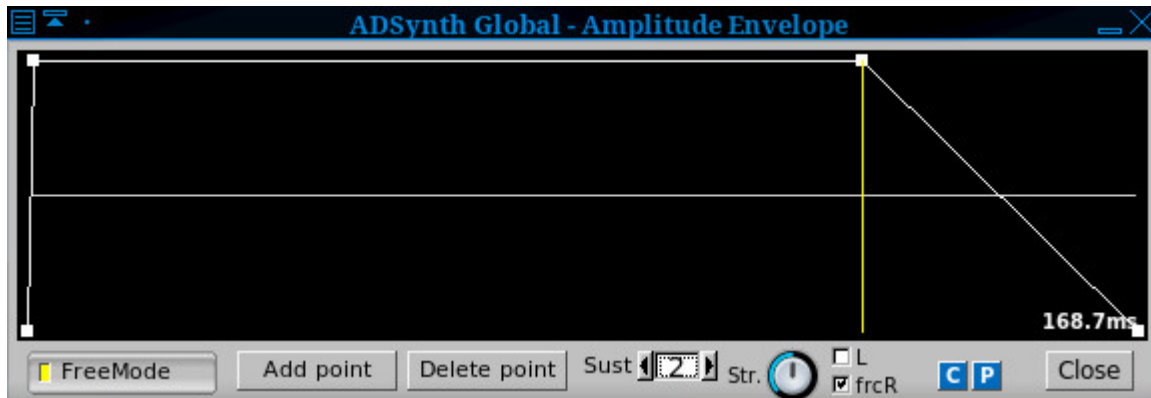 ADSynth Global - Amplitude Envelope
168.7ms
FreeMode Add point Delete point Sust 2 Str. L C P Close
frcR